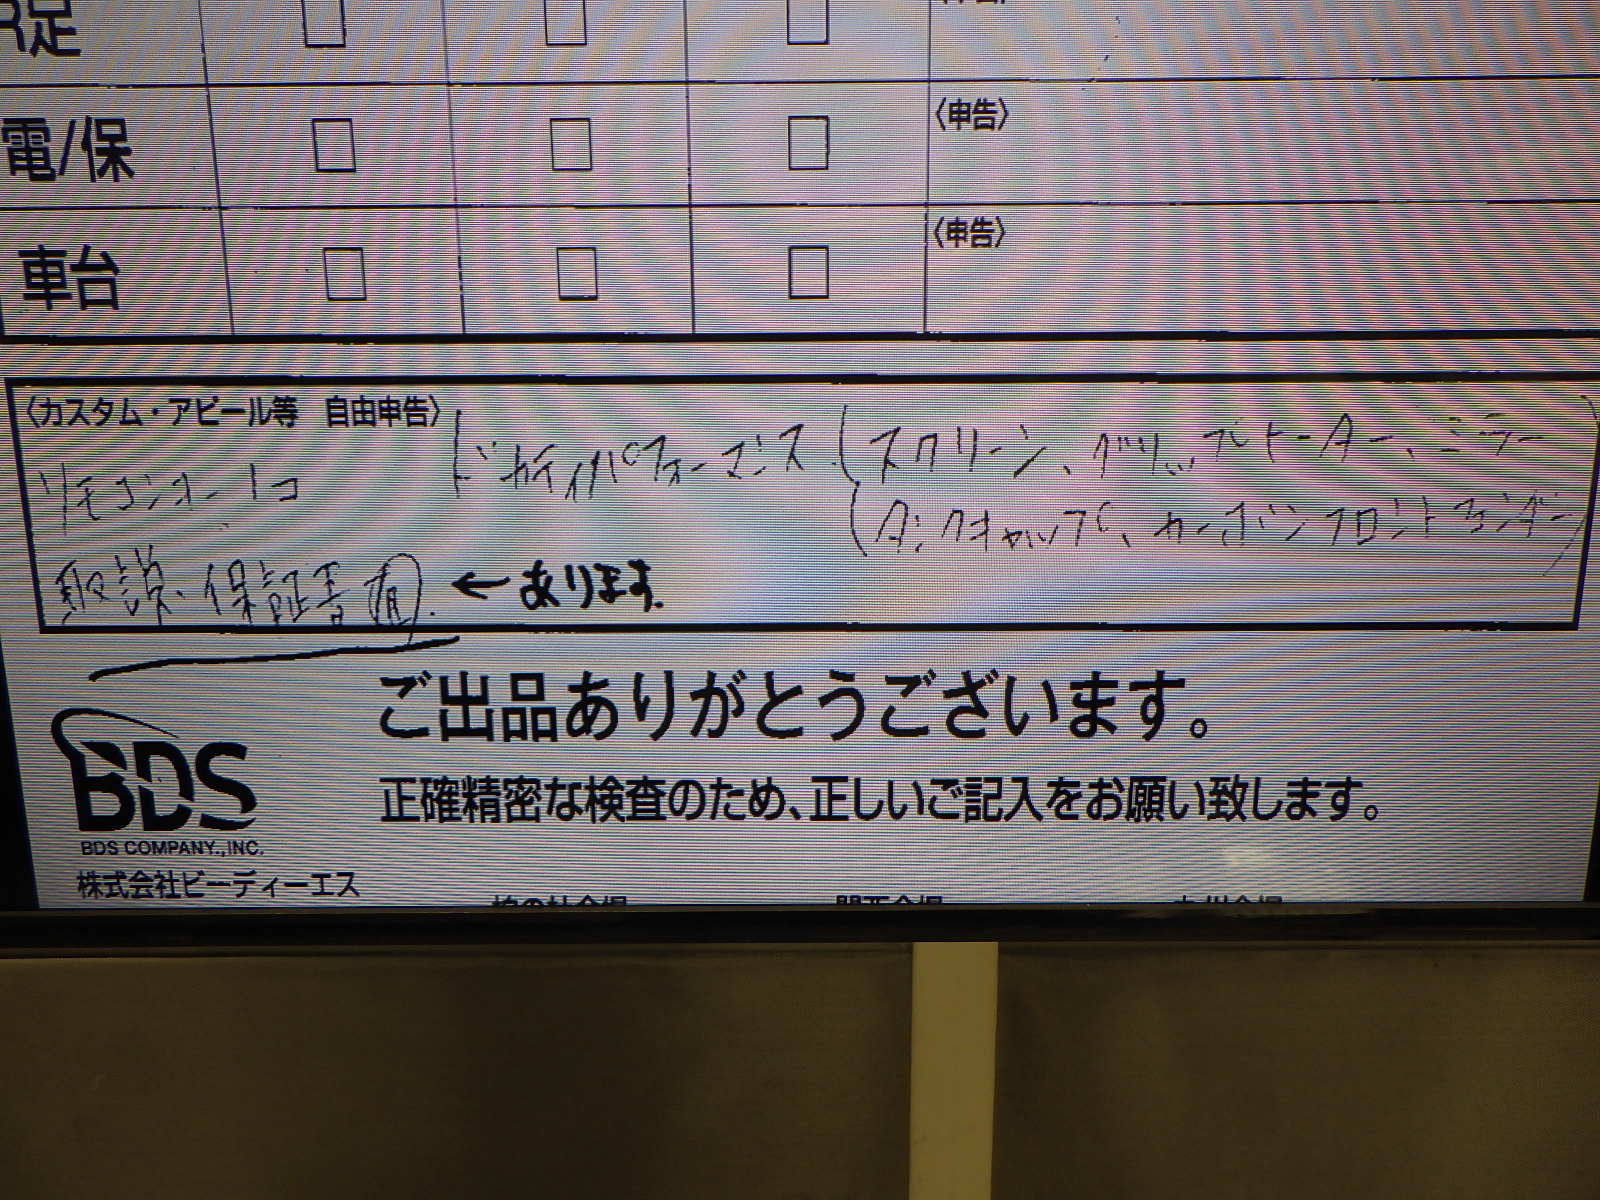 R足
電/保 〈申告〉
車台 〈申告〉
〈カスタム・アピール等 自由申告〉
ドゥカティパフォーマンス スクリーン、グリップヒーター、ミラー
リモコンキー1コ
タンクキャップ、カーボンフロントフェンダー
取説、保証書有 ← あります
ご出品ありがとうございます。
正確精密な検査のため、正しいご記入をお願い致します。
BDS
BDS COMPANY.,INC.
株式会社ビーディーエス